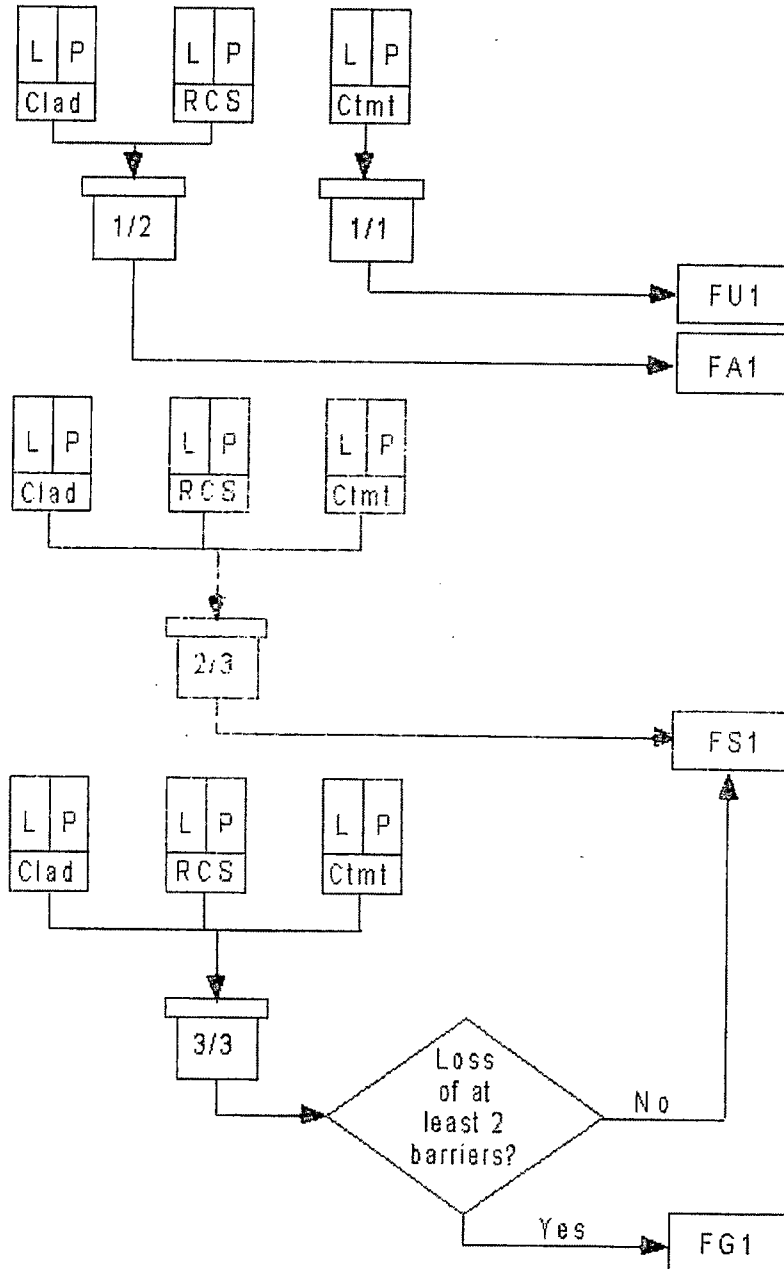 L P L P L P
Clad RCS Ctmt
1/2 1/1
FU1
FA1
L P L P L P
Clad RCS Ctmt
2/3
FS1
L P L P L P
Clad RCS Ctmt
3/3
Loss
of at
least 2
barriers?
No
Yes
FG1